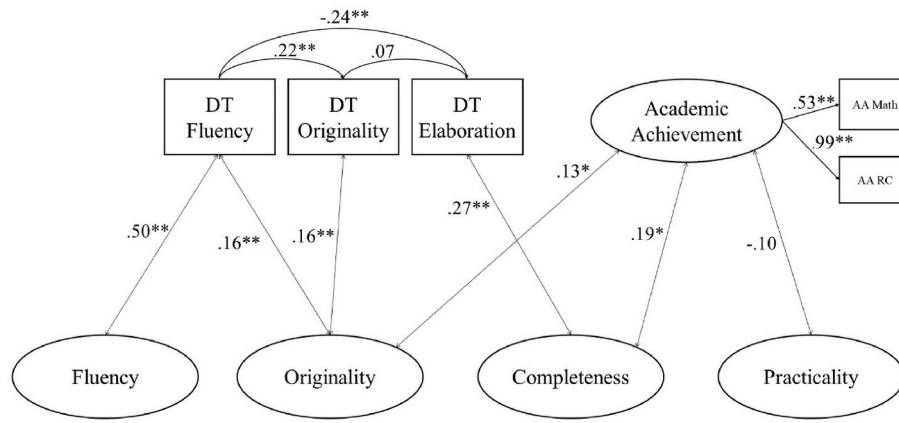 -.24**
.22**
.07
DT
Fluency
DT
Originality
DT
Elaboration
Academic
Achievement
.53**
AA Math
.99**
AA RC
.50**
.16**
.16**
.27**
.13*
.19*
-.10
Fluency
Originality
Completeness
Practicality